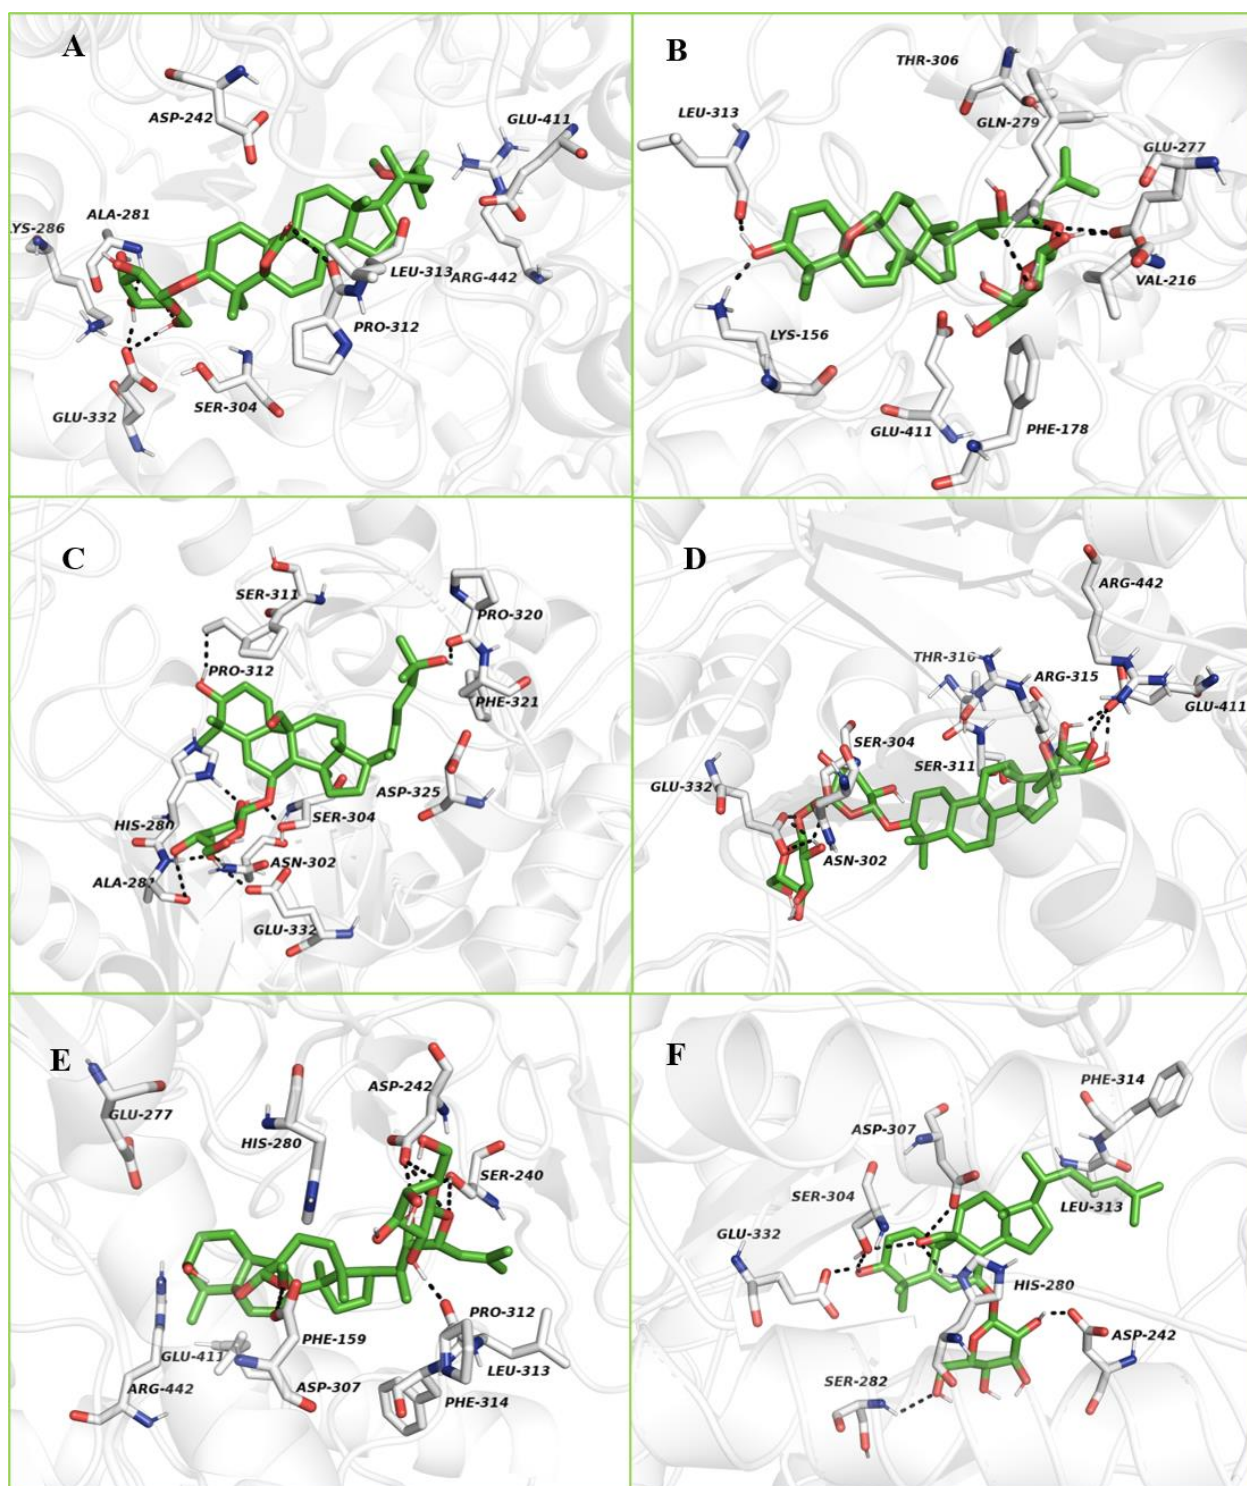 A
ASP-242
GLU-411
ALA-281
YS-286
LEU-313
ARG-442
PRO-312
SER-304
GLU-332
B
THR-306
LEU-313
GLN-279
GLU-277
VAL-216
LYS-156
GLU-411
PHE-178
C
SER-311
PRO-320
PRO-312
PHE-321
ASP-325
HIS-280
SER-304
ASN-302
ALA-281
GLU-332
D
ARG-442
THR-310
ARG-315
GLU-411
SER-304
SER-311
GLU-332
ASN-302
E
ASP-242
GLU-277
HIS-280
SER-240
PRO-312
PHE-159
GLU-411
LEU-313
ARG-442
ASP-307
PHE-314
F
PHE-314
ASP-307
SER-304
LEU-313
GLU-332
HIS-280
ASP-242
SER-282